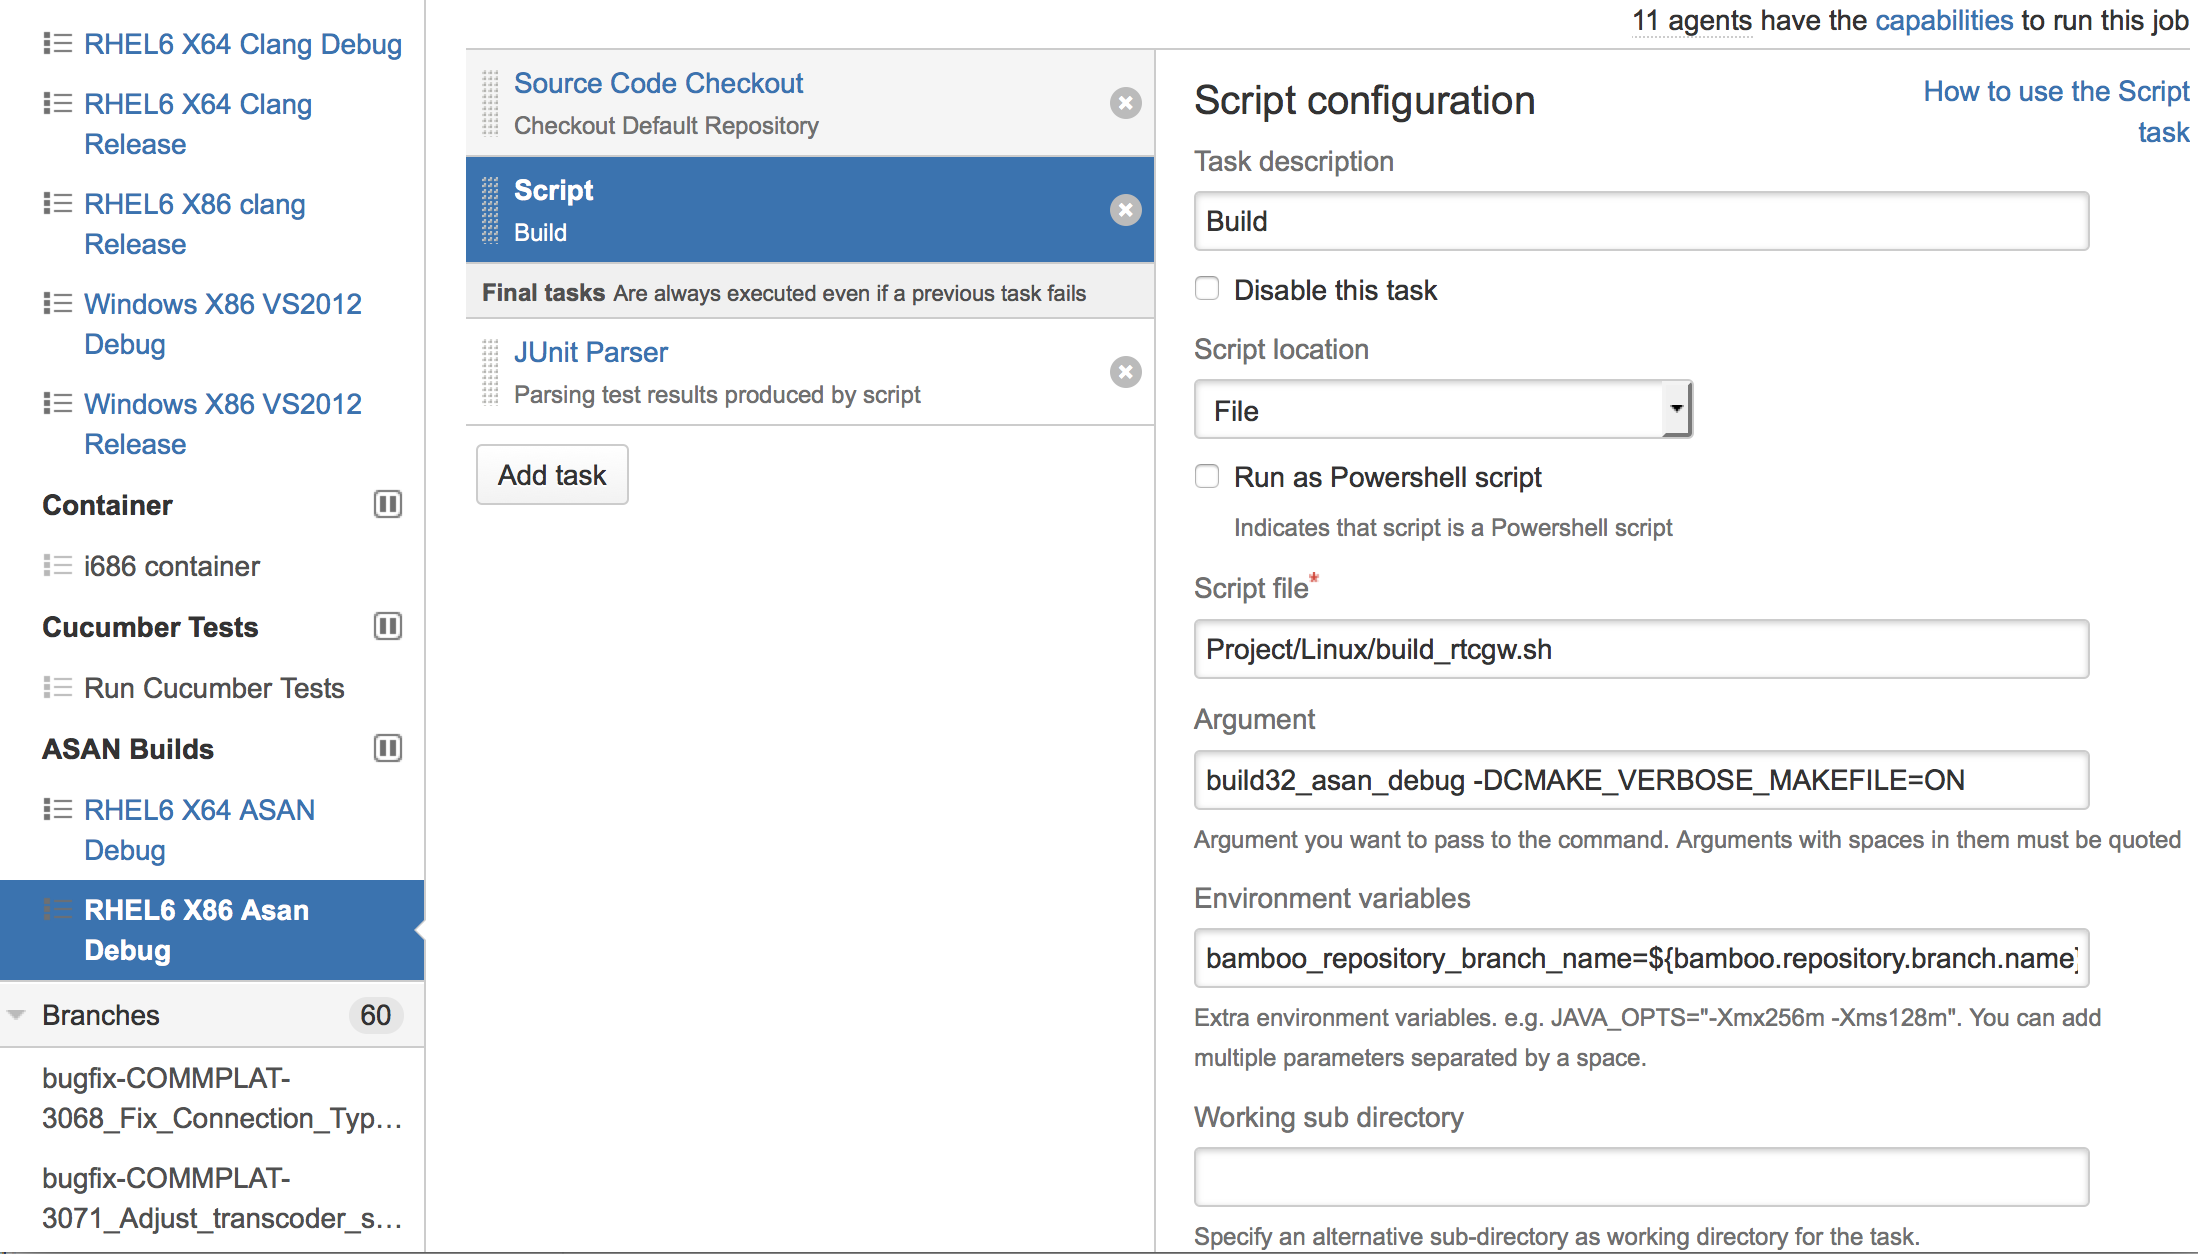 RHEL6 X64 Clang Debug
RHEL6 X64 Clang
Release
RHEL6 X86 clang
Release
Windows X86 VS2012
Debug
Windows X86 VS2012
Release
Container
i686 container
Cucumber Tests
Run Cucumber Tests
ASAN Builds
RHEL6 X64 ASAN
Debug
RHEL6 X86 Asan
Debug
Branches 60
bugfix-COMMPLAT-
3068_Fix_Connection_Typ...
bugfix-COMMPLAT-
3071_Adjust_transcoder_s...
11 agents have the capabilities to run this job
Source Code Checkout
Checkout Default Repository
Script
Build
Final tasks Are always executed even if a previous task fails
JUnit Parser
Parsing test results produced by script
Add task
Script configuration
How to use the Script
task
Task description
Build
Disable this task
Script location
File
Run as Powershell script
Indicates that script is a Powershell script
Script file*
Project/Linux/build_rtcgw.sh
Argument
build32_asan_debug -DCMAKE_VERBOSE_MAKEFILE=ON
Argument you want to pass to the command. Arguments with spaces in them must be quoted
Environment variables
bamboo_repository_branch_name=${bamboo.repository.branch.name}
Extra environment variables. e.g. JAVA_OPTS="-Xmx256m -Xms128m". You can add
multiple parameters separated by a space.
Working sub directory
Specify an alternative sub-directory as working directory for the task.